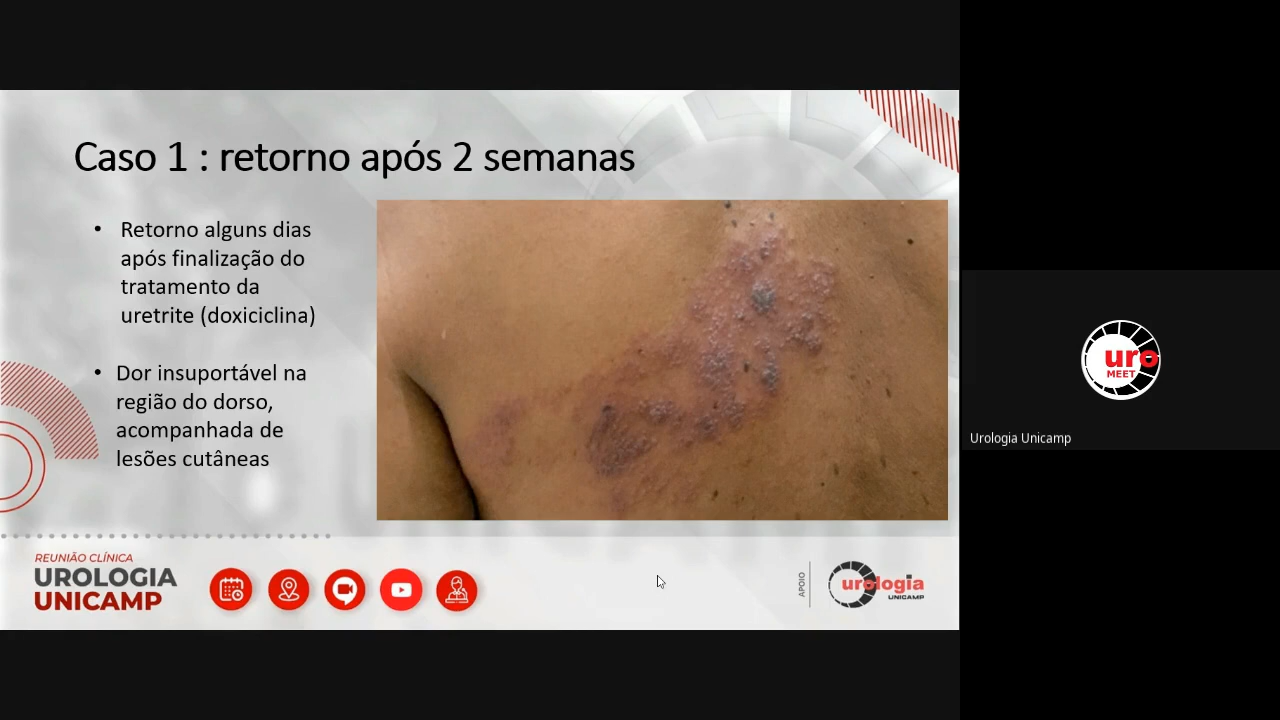 Caso 1 : retorno após 2 semanas
• Retorno alguns dias
após finalização do
tratamento da
uretrite (doxiciclina)
• Dor insuportável na
região do dorso,
acompanhada de
lesões cutâneas
REUNIÃO CLÍNICA
UROLOGIA
UNICAMP
APOIO
urologia
UNICAMP
uro
MEET
Urologia Unicamp